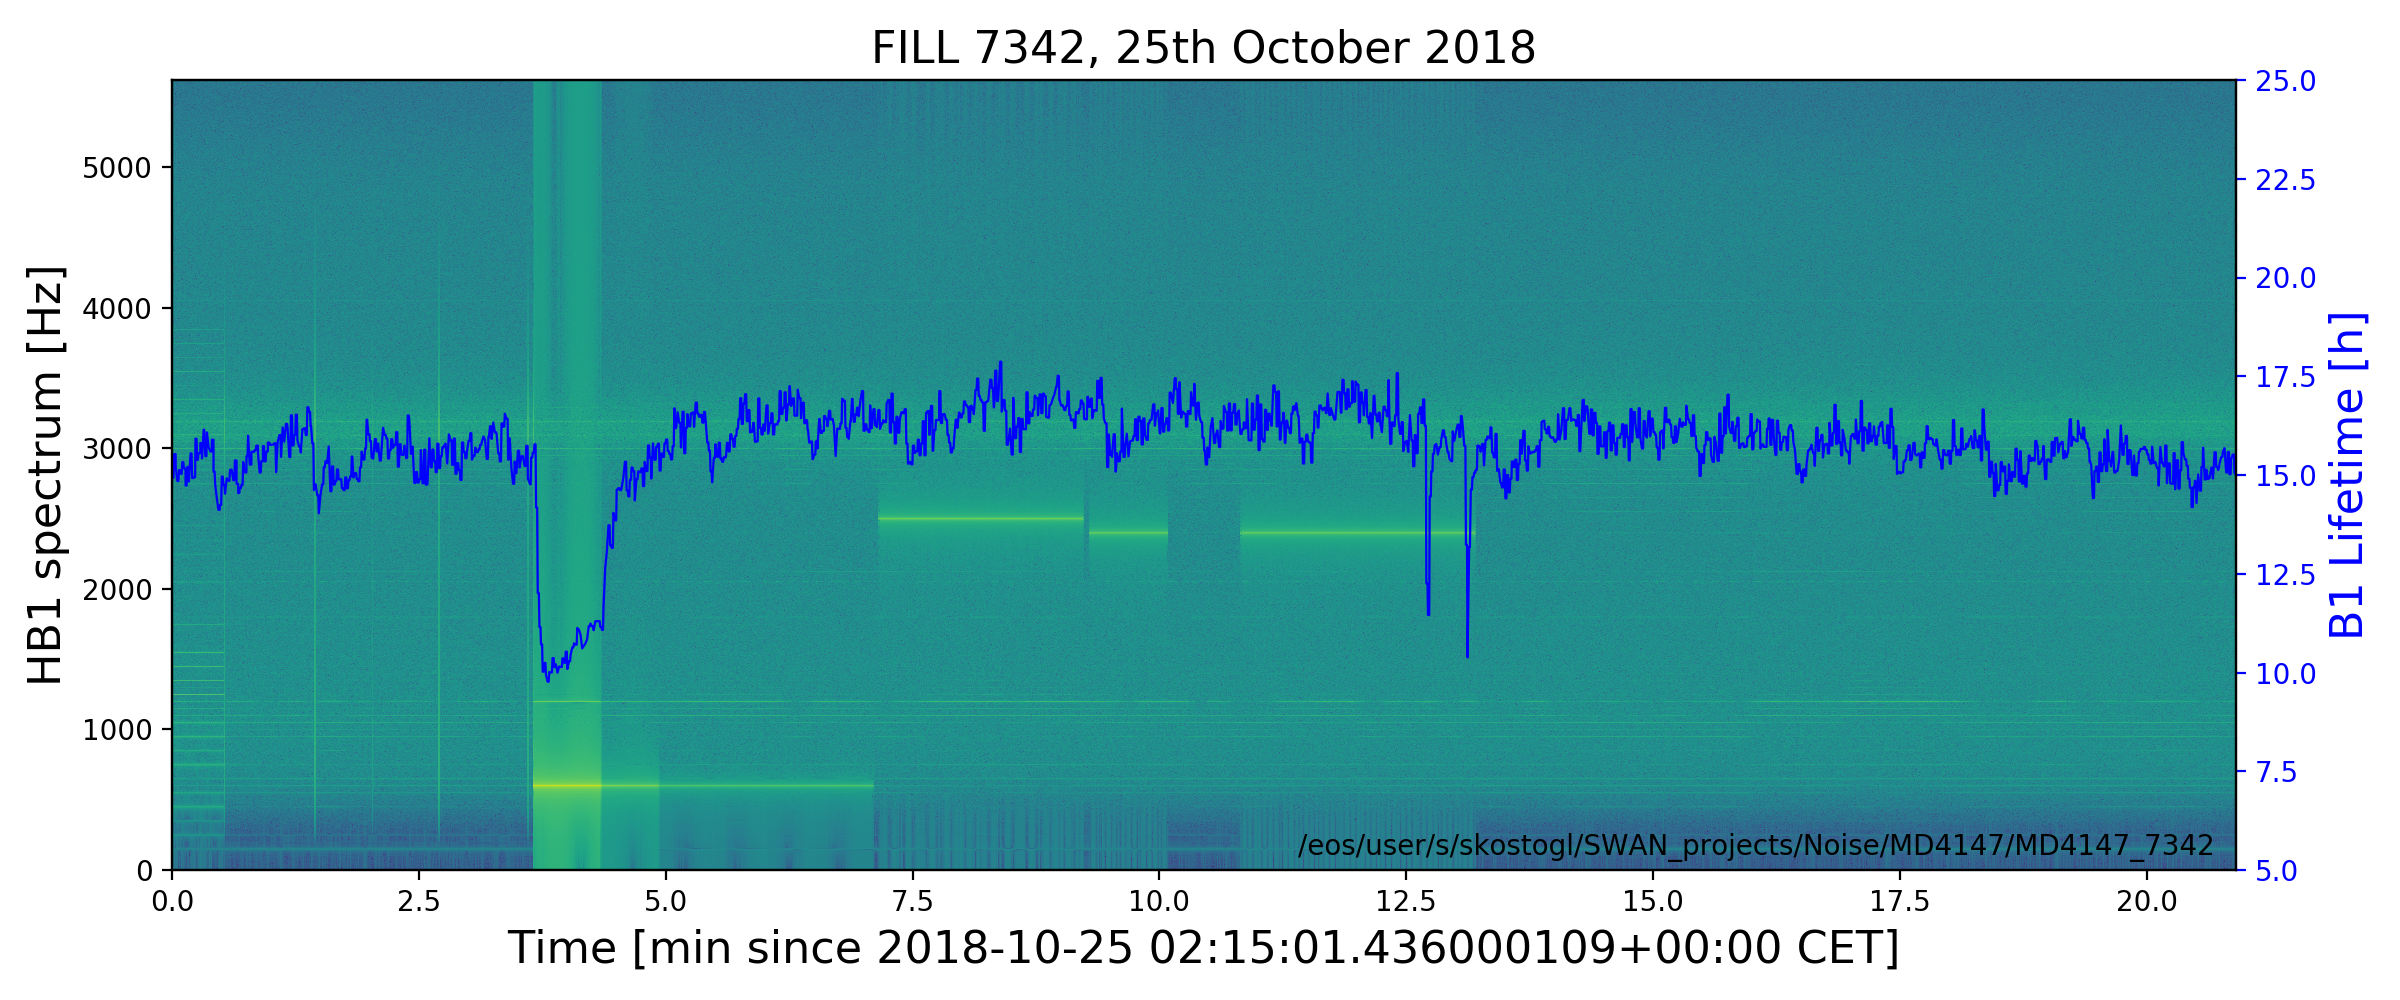 FILL 7342, 25th October 2018
HB1 spectrum [Hz]
5000
4000
3000
2000
1000
0
25.0
22.5
20.0
17.5
15.0
12.5
10.0
7.5
5.0
B1 Lifetime [h]
/eos/user/s/skostogl/SWAN_projects/Noise/MD4147/MD4147_7342
0.0 2.5 5.0 7.5 10.0 12.5 15.0 17.5 20.0
Time [min since 2018-10-25 02:15:01.436000109+00:00 CET]